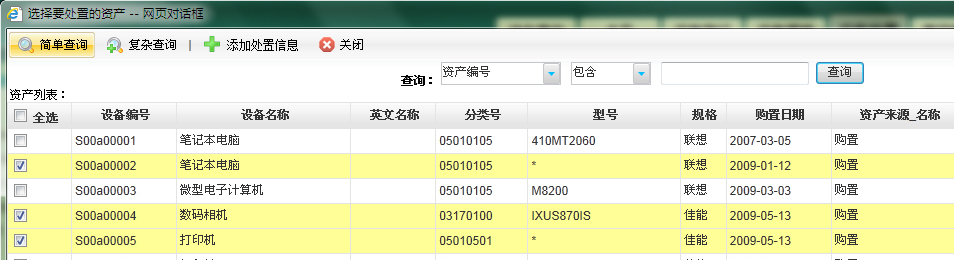 选择要处置的资产 -- 网页对话框
简单查询 复杂查询 添加处置信息 关闭
查询： 资产编号 包含 查询
资产列表：
全选 设备编号 设备名称 英文名称 分类号 型号 规格 购置日期 资产来源_名称
S00a00001 笔记本电脑 05010105 410MT2060 联想 2007-03-05 购置
S00a00002 笔记本电脑 05010105 * 联想 2009-01-12 购置
S00a00003 微型电子计算机 05010105 M8200 联想 2009-03-03 购置
S00a00004 数码相机 03170100 IXUS870IS 佳能 2009-05-13 购置
S00a00005 打印机 05010501 * 佳能 2009-05-13 购置